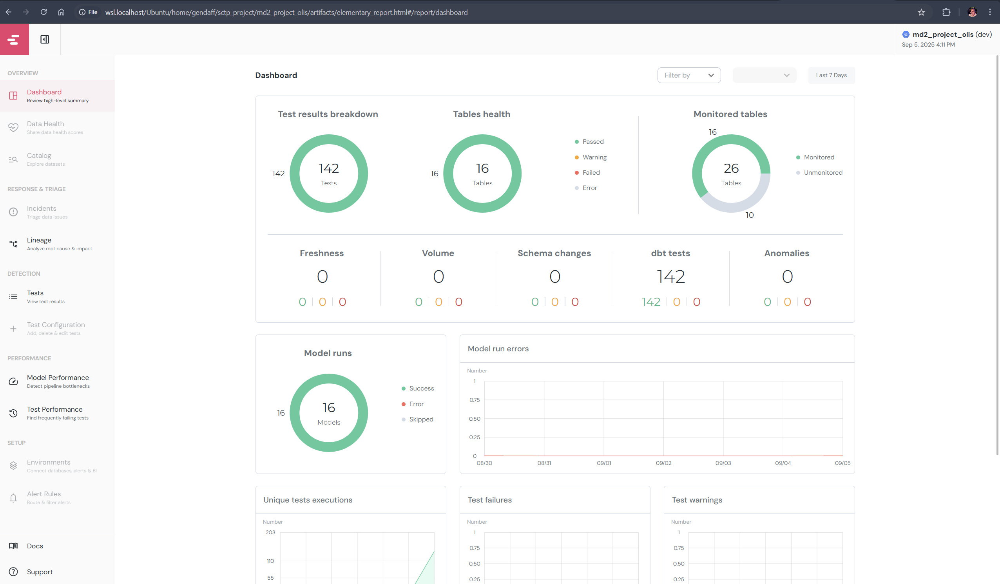 File
wsl.localhost/Ubuntu/home/gendaff/sctp_project/md2_project_olis/artifacts/elementary_report.html#/report/dashboard
md2_project_olis (dev)
Sep 5, 2025 4:11 PM
OVERVIEW
Dashboard
Review high-level summary
Data Health
Share data health scores
Catalog
Explore datasets
RESPONSE & TRIAGE
Incidents
Triage data issues
Lineage
Analyze root cause & impact
DETECTION
Tests
View test results
Test Configuration
Add, delete & edit tests
PERFORMANCE
Model Performance
Detect pipeline bottlenecks
Test Performance
Find frequently failing tests
SETUP
Environments
Connect databases, alerts & BI
Alert Rules
Route & filter alerts
Docs
Support
Dashboard
Filter by
Last 7 Days
Test results breakdown
142
142
Tests
Tables health
16
16
Tables
Passed
Warning
Failed
Error
Monitored tables
16
26
Tables
10
Monitored
Unmonitored
Freshness
0
0 0 0
Volume
0
0 0 0
Schema changes
0
0 0 0
dbt tests
142
142 0 0
Anomalies
0
0 0 0
Model runs
16
16
Models
Success
Error
Skipped
Model run errors
Number
1
0.75
0.50
0.25
0
08/30 08/31 09/01 09/02 09/03 09/04 09/05
Unique tests executions
Number
203
110
55
Test failures
Number
1
0.75
0.50
0.25
Test warnings
Number
1
0.75
0.50
0.25